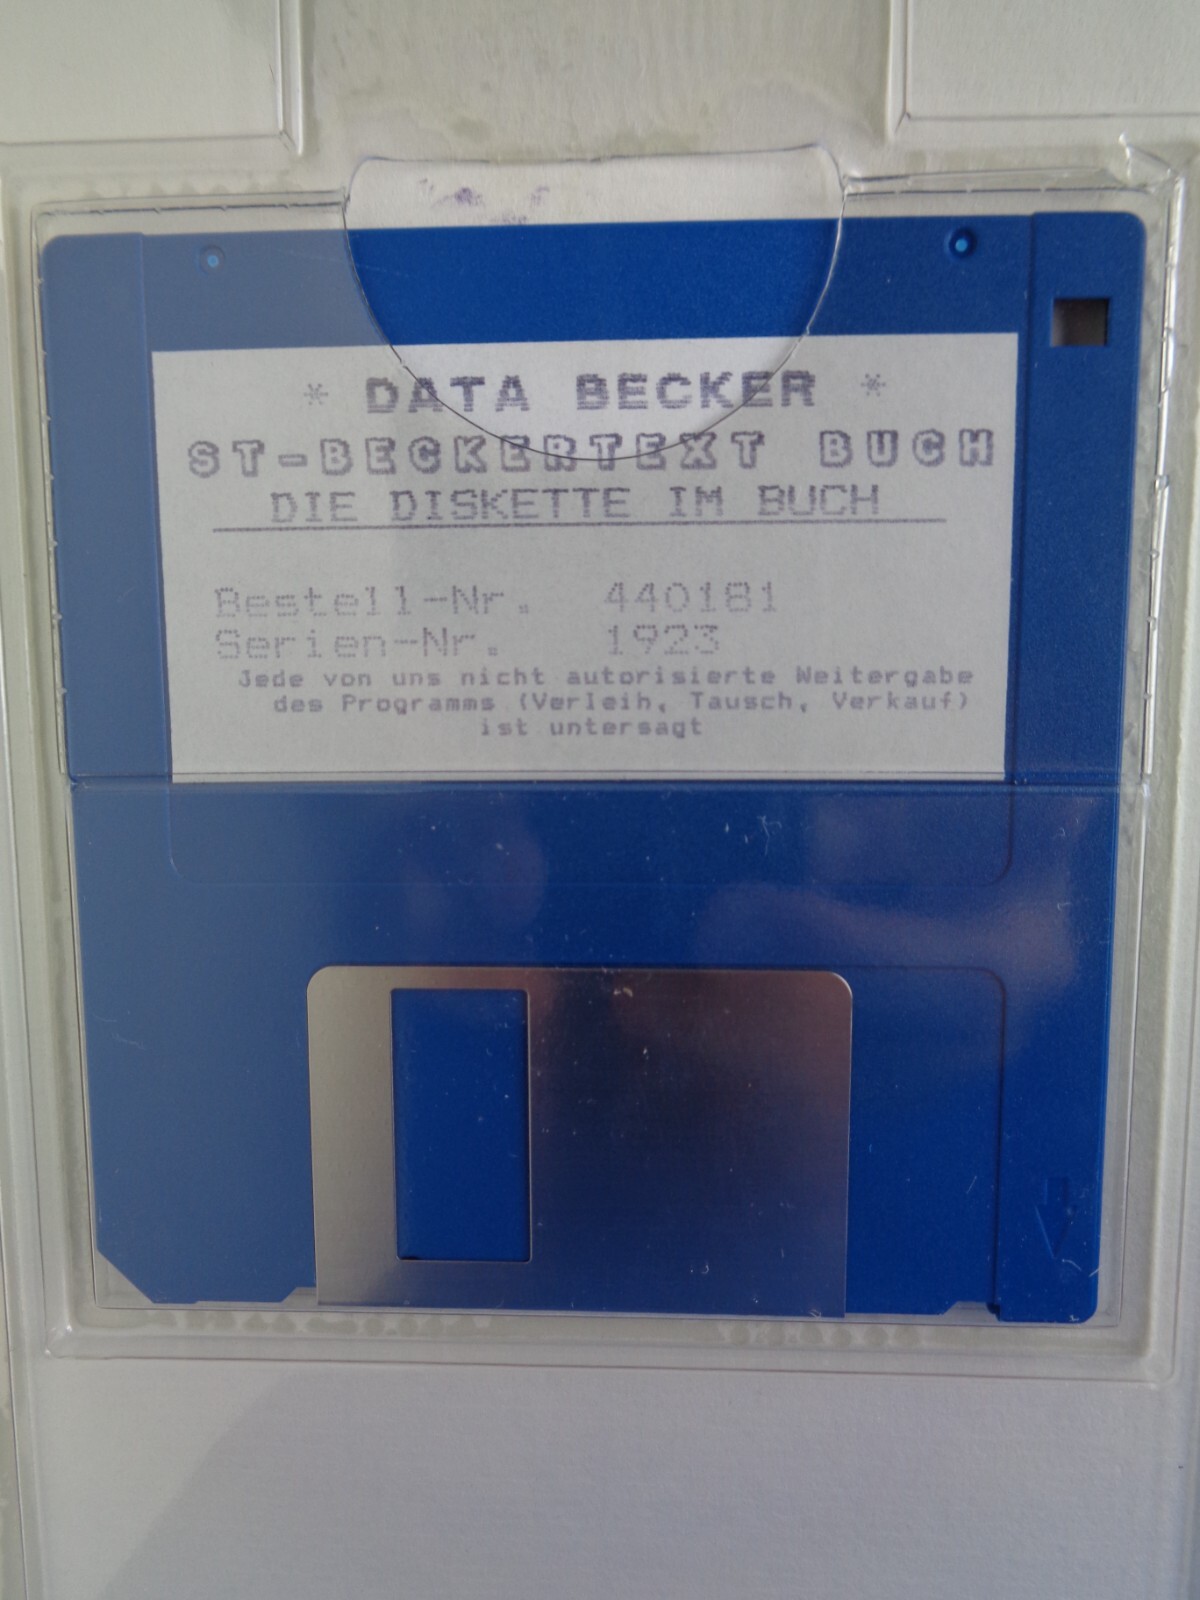 * DATA BECKER *
ST-BECKERTEXT BUCH
DIE DISKETTE IM BUCH
Bestell-Nr. 440181
Serien-Nr. 1923
Jede von uns nicht autorisierte Weitergabe
des Programms (Verleih, Tausch, Verkauf)
ist untersagt